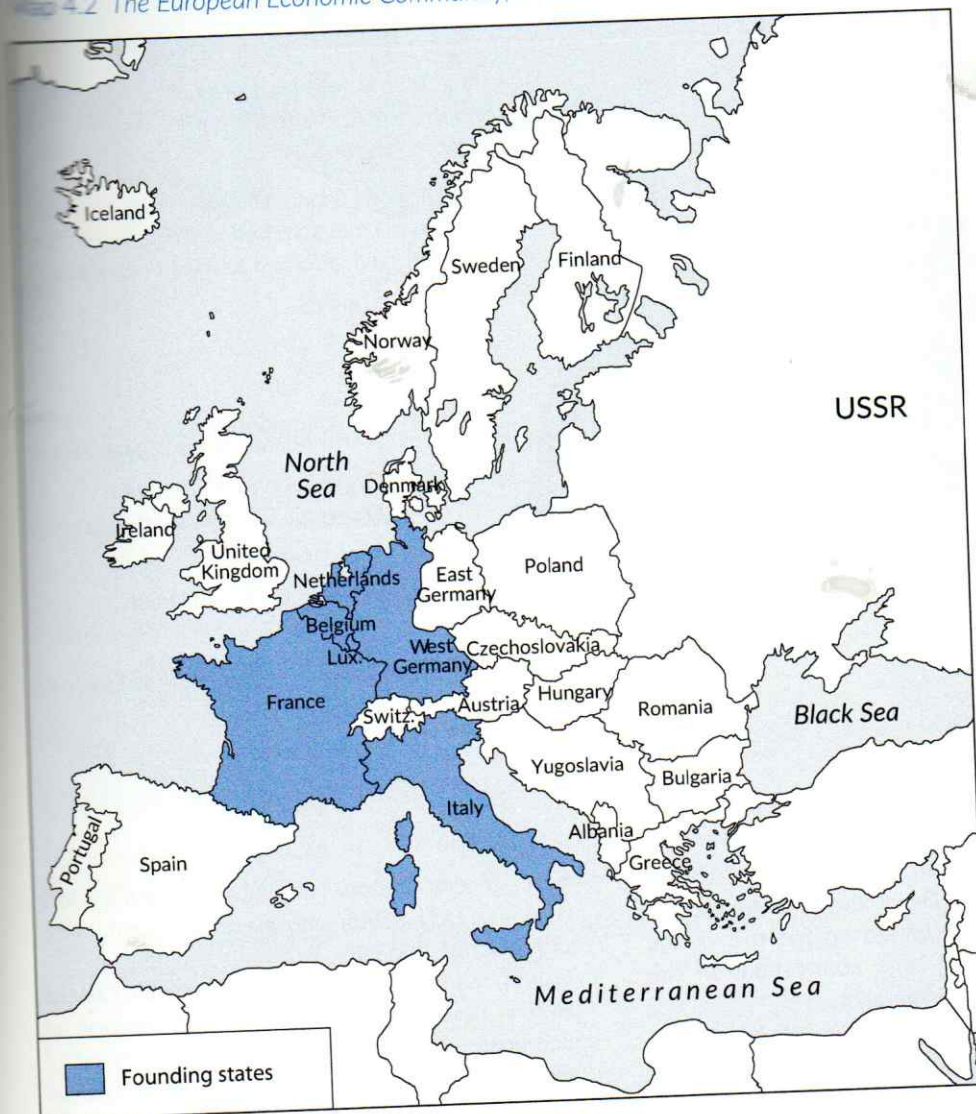 Map 4.2 The European Economic Community,
Iceland
Sweden
Finland
Norway
USSR
North
Sea
Denmark
Ireland
United
Kingdom
Netherlands
East
Germany
Poland
Belgium
Lux.
West
Germany
Czechoslovakia
France
Switz.
Austria
Hungary
Romania
Black Sea
Yugoslavia
Bulgaria
Italy
Albania
Greece
Portugal
Spain
Mediterranean Sea
Founding states